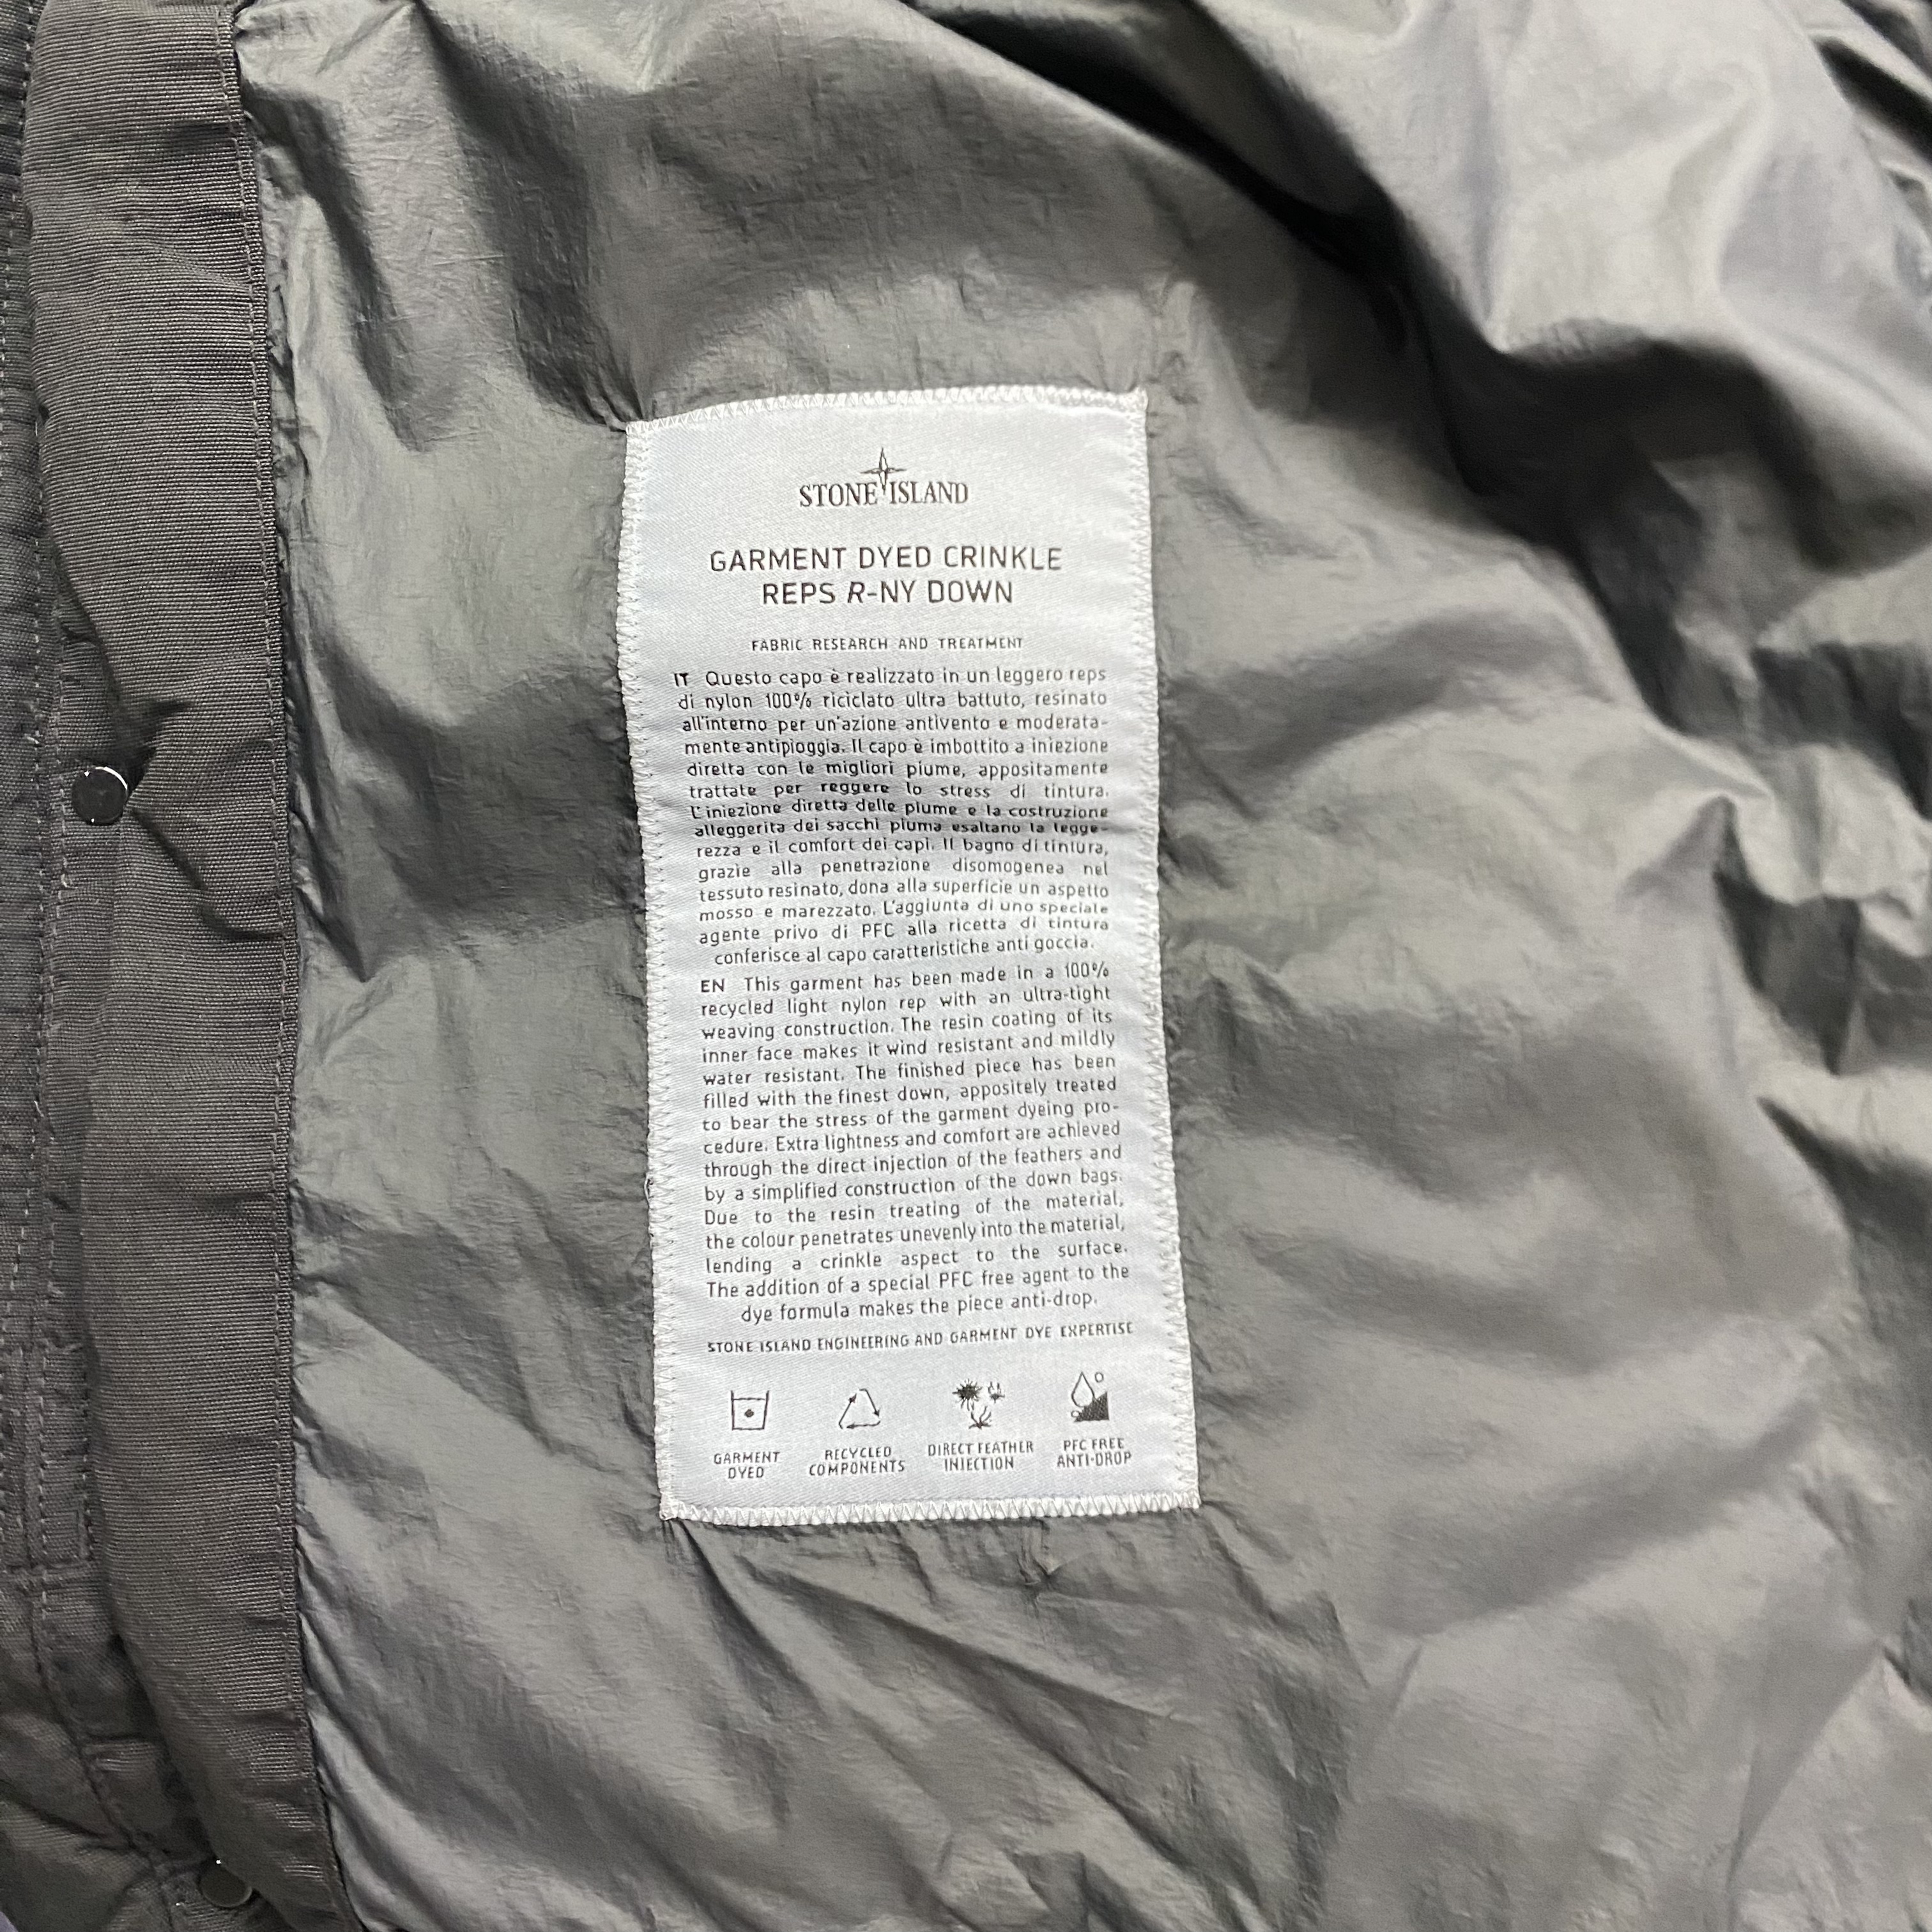 STONE ISLAND
GARMENT DYED CRINKLE
REPS R-NY DOWN
FABRIC RESEARCH AND TREATMENT
IT Questo capo è realizzato in un leggero reps
di nylon 100% riciclato ultra battuto, resinato
all'interno per un'azione antivento e moderata-
mente antipioggia. Il capo è imbottito a iniezione
diretta con le migliori piume, appositamente
trattate per reggere lo stress di tintura.
L'iniezione diretta delle piume e la costruzione
alleggerita dei sacchi piuma esaltano la legge-
rezza e il comfort dei capi. Il bagno di tintura,
grazie alla penetrazione disomogenea nel
tessuto resinato, dona alla superficie un aspetto
mosso e marezzato. L'aggiunta di uno speciale
agente privo di PFC alla ricetta di tintura
conferisce al capo caratteristiche anti goccia.
EN This garment has been made in a 100%
recycled light nylon rep with an ultra-tight
weaving construction. The resin coating of its
inner face makes it wind resistant and mildly
water resistant. The finished piece has been
filled with the finest down, appositely treated
to bear the stress of the garment dyeing pro-
cedure. Extra lightness and comfort are achieved
through the direct injection of the feathers and
by a simplified construction of the down bags.
Due to the resin treating of the material,
the colour penetrates unevenly into the material,
lending a crinkle aspect to the surface.
The addition of a special PFC free agent to the
dye formula makes the piece anti-drop.
STONE ISLAND ENGINEERING AND GARMENT DYE EXPERTISE
GARMENT
DYED
RECYCLED
COMPONENTS
DIRECT FEATHER
INJECTION
PFC FREE
ANTI-DROP